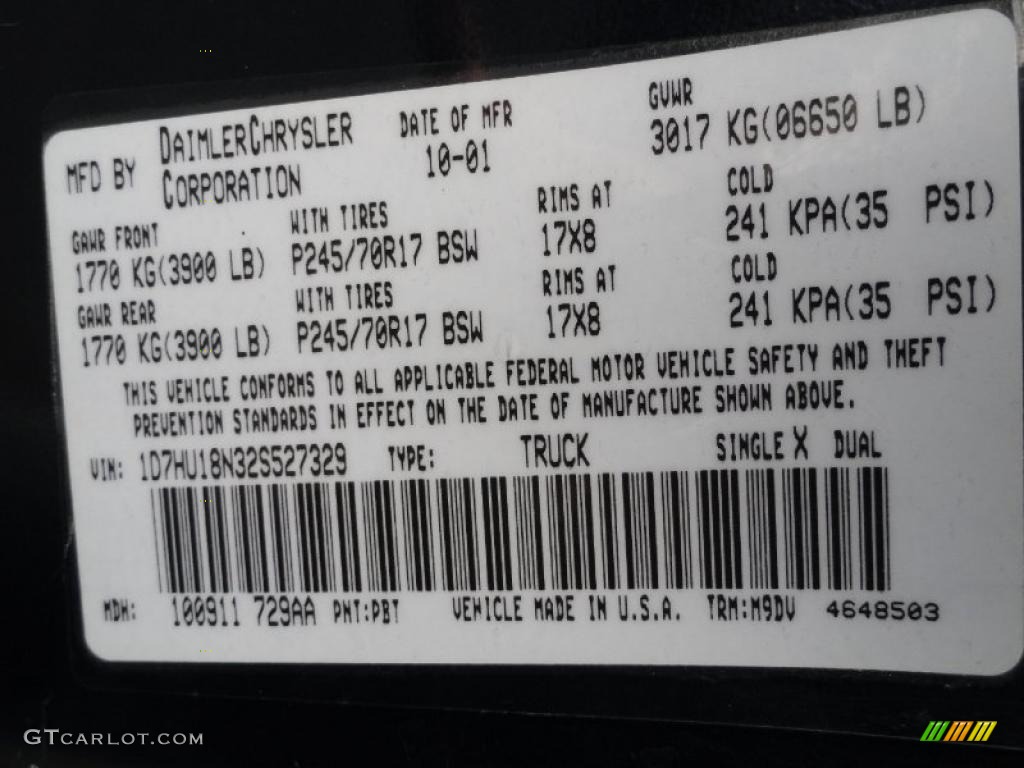 MFD BY DAIMLERCHRYSLER CORPORATION DATE OF MFR 10-01 GVWR 3017 KG(06650 LB)
GAWR FRONT WITH TIRES RIMS AT COLD
1770 KG(3900 LB) P245/70R17 BSW 17X8 241 KPA(35 PSI)
GAWR REAR WITH TIRES RIMS AT COLD
1770 KG(3900 LB) P245/70R17 BSW 17X8 241 KPA(35 PSI)
THIS VEHICLE CONFORMS TO ALL APPLICABLE FEDERAL MOTOR VEHICLE SAFETY AND THEFT
PREVENTION STANDARDS IN EFFECT ON THE DATE OF MANUFACTURE SHOWN ABOVE.
VIN: 1D7HU18N32S527329 TYPE: TRUCK SINGLE X DUAL
MDH: 100911 729AA PNT:PBT VEHICLE MADE IN U.S.A. TRM:M9DV 4648503
GTCARLOT.COM